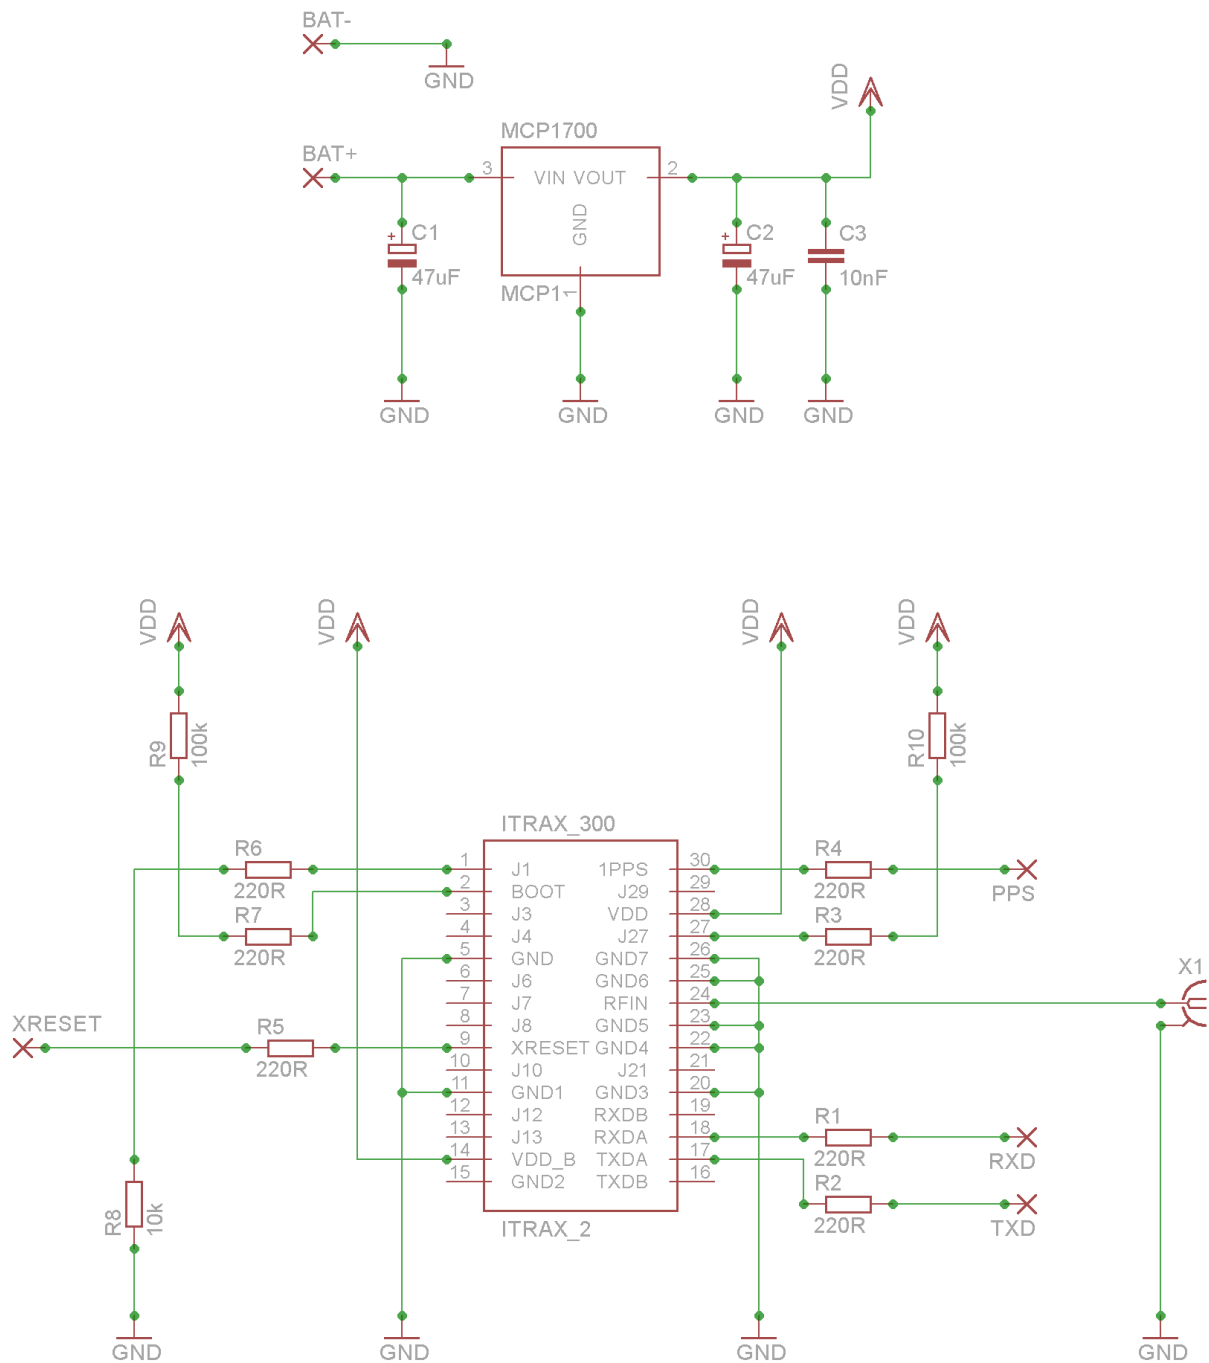 BAT-
GND
VDD
MCP1700
BAT+
3
VIN VOUT
2
GND
+
C1
47uF
+
C2
47uF
C3
10nF
MCP1
1
GND
GND
GND
GND
VDD
VDD
VDD
VDD
R9
100k
R10
100k
ITRAX_300
R6
220R
R7
220R
1 J1
2 BOOT
3 J3
4 J4
5 GND
6 J6
7 J7
8 J8
9 XRESET
10 J10
11 GND1
12 J12
13 J13
14 VDD_B
15 GND2
1PPS 30
J29 29
VDD 28
J27 27
GND7 26
GND6 25
RFIN 24
GND5 23
GND4 22
J21 21
GND3 20
RXDB 19
RXDA 18
TXDA 17
TXDB 16
R4
220R
PPS
R3
220R
X1
XRESET
R5
220R
R1
220R
RXD
R2
220R
TXD
R8
10k
ITRAX_2
GND
GND
GND
GND